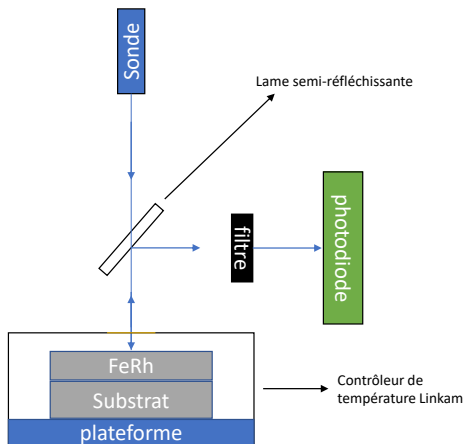 Sonde
Lame semi-réfléchissante
filtre
photodiode
FeRh
Substrat
plateforme
Contrôleur de
température Linkam